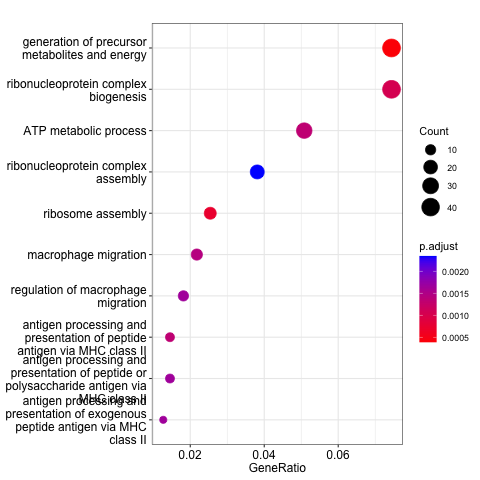 generation of precursor
metabolites and energy
ribonucleoprotein complex
biogenesis
ATP metabolic process
ribonucleoprotein complex
assembly
ribosome assembly
macrophage migration
regulation of macrophage
migration
antigen processing and
presentation of peptide
antigen via MHC class II
antigen processing and
presentation of peptide or
polysaccharide antigen via
MHC class II
antigen processing and
presentation of exogenous
peptide antigen via MHC
class II
0.02 0.04 0.06
GeneRatio
Count
10
20
30
40
p.adjust
0.0020
0.0015
0.0010
0.0005